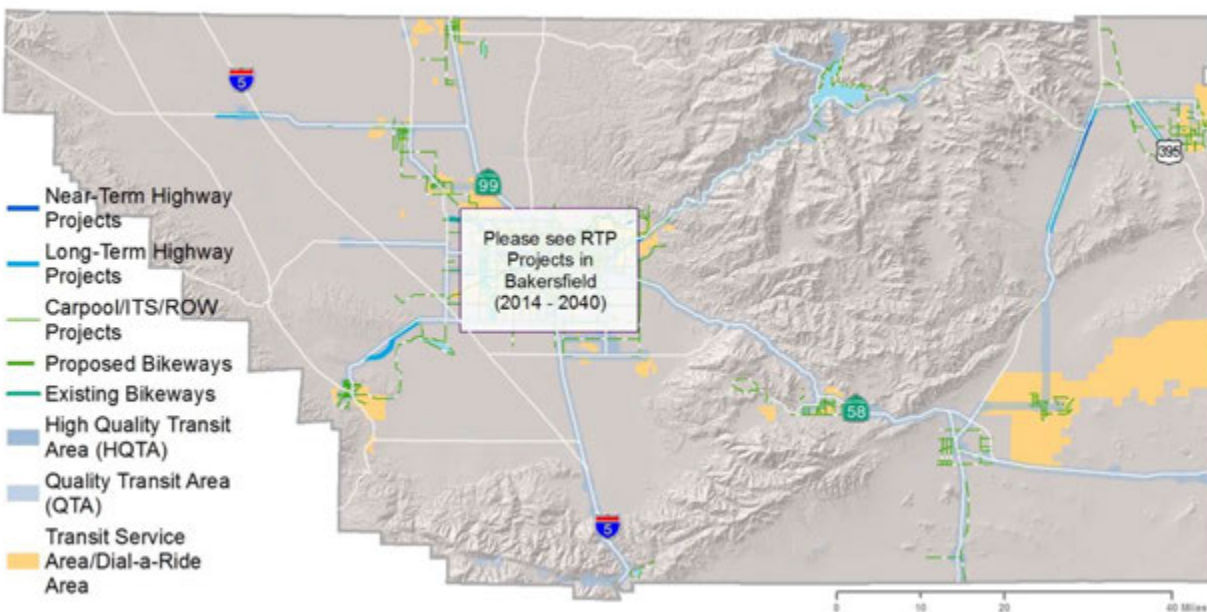 5
99
395
Near-Term Highway
Projects
Long-Term Highway
Projects
Carpool/ITS/ROW
Projects
Proposed Bikeways
Existing Bikeways
High Quality Transit
Area (HQTA)
Quality Transit Area
(QTA)
Transit Service
Area/Dial-a-Ride
Area
Please see RTP
Projects in
Bakersfield
(2014 - 2040)
58
5
0 10 20 40 Miles